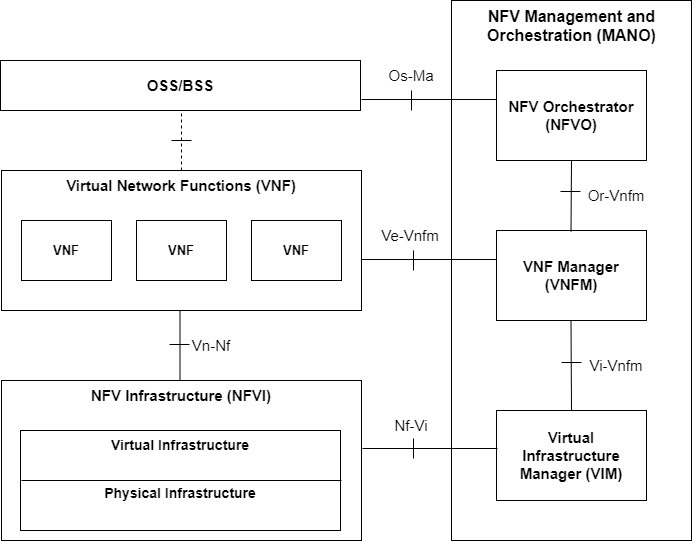 NFV Management and
Orchestration (MANO)
OSS/BSS
Os-Ma
NFV Orchestrator
(NFVO)
Or-Vnfm
Virtual Network Functions (VNF)
VNF
VNF
VNF
Ve-Vnfm
VNF Manager
(VNFM)
Vn-Nf
Vi-Vnfm
NFV Infrastructure (NFVI)
Virtual Infrastructure
Physical Infrastructure
Nf-Vi
Virtual
Infrastructure
Manager (VIM)